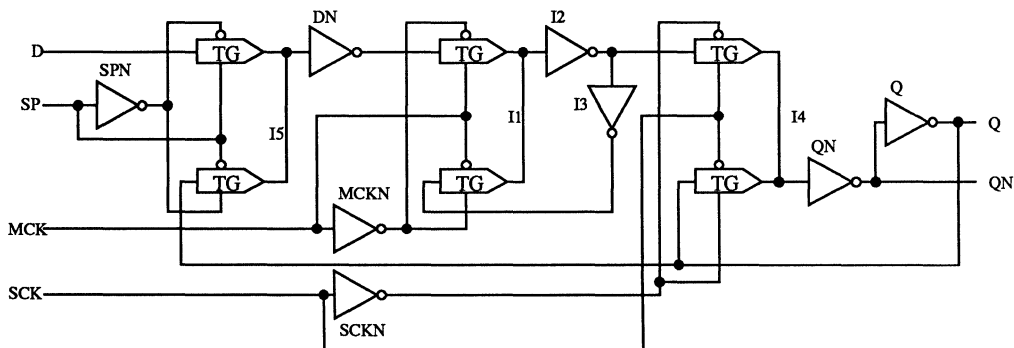 DN
I2
D
TG
TG
TG
SPN
Q
SP
I3
I5
I1
I4
Q
QN
TG
TG
TG
QN
MCKN
MCK
SCK
SCKN